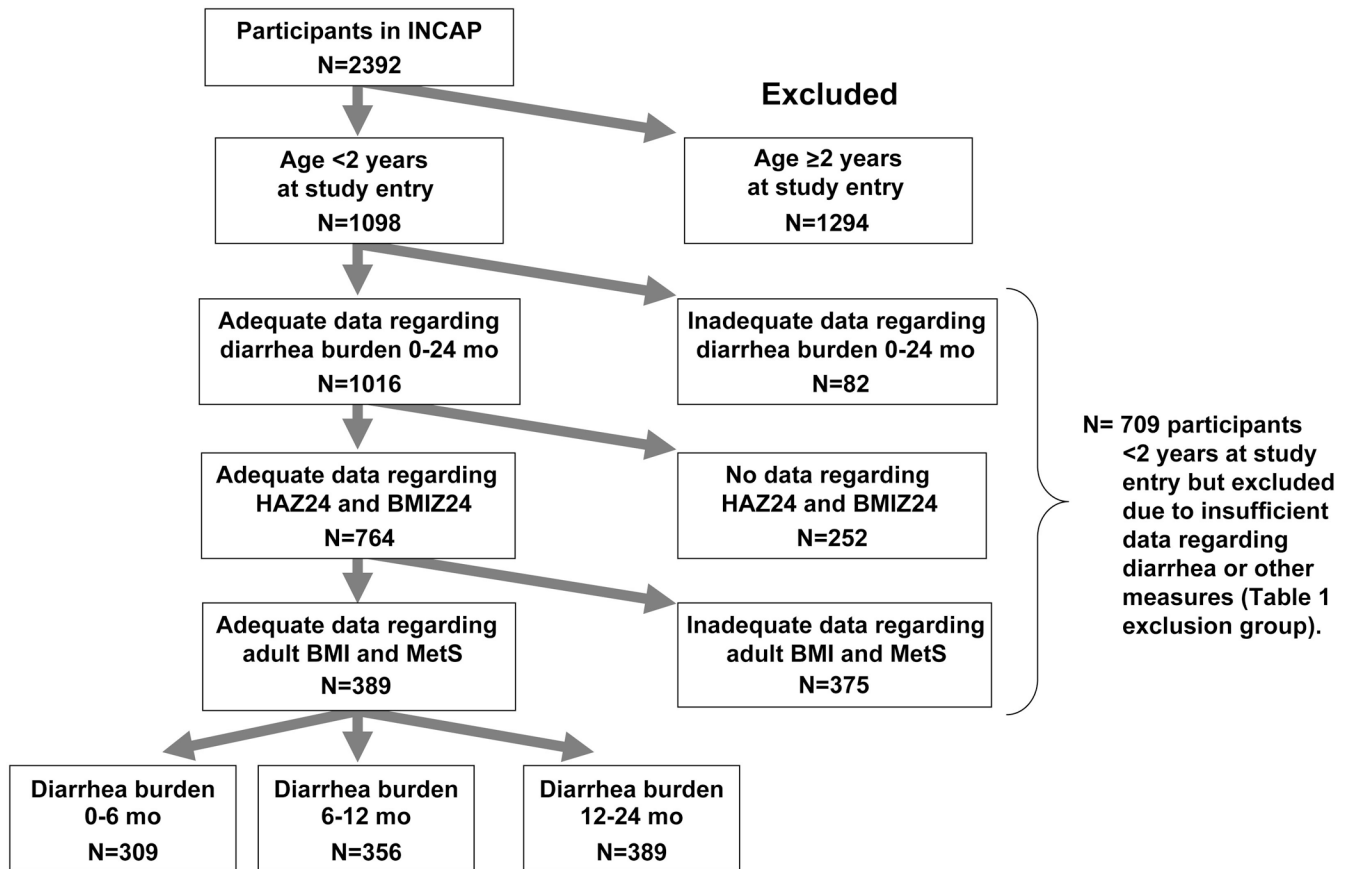 Participants in INCAP
N=2392
Excluded
Age <2 years
at study entry
N=1098
Age ≥2 years
at study entry
N=1294
Adequate data regarding
diarrhea burden 0-24 mo
N=1016
Inadequate data regarding
diarrhea burden 0-24 mo
N=82
Adequate data regarding
HAZ24 and BMIZ24
N=764
No data regarding
HAZ24 and BMIZ24
N=252
Adequate data regarding
adult BMI and MetS
N=389
Inadequate data regarding
adult BMI and MetS
N=375
N= 709 participants
<2 years at study
entry but excluded
due to insufficient
data regarding
diarrhea or other
measures (Table 1
exclusion group).
Diarrhea burden
0-6 mo
N=309
Diarrhea burden
6-12 mo
N=356
Diarrhea burden
12-24 mo
N=389